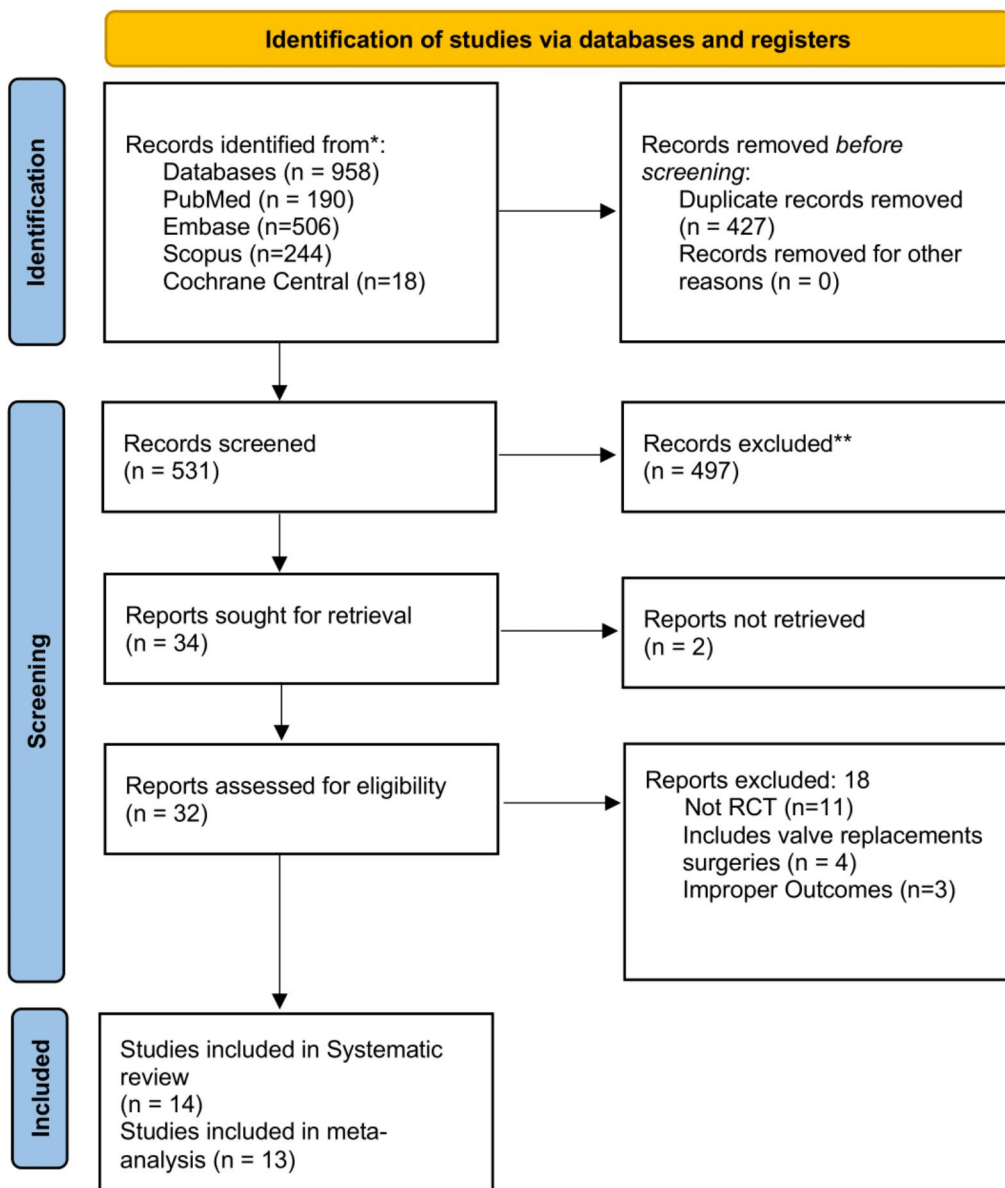 Identification of studies via databases and registers
Identification
Records identified from*:
Databases (n = 958)
PubMed (n = 190)
Embase (n=506)
Scopus (n=244)
Cochrane Central (n=18)
Records removed before
screening:
Duplicate records removed
(n = 427)
Records removed for other
reasons (n = 0)
Screening
Records screened
(n = 531)
Records excluded**
(n = 497)
Reports sought for retrieval
(n = 34)
Reports not retrieved
(n = 2)
Reports assessed for eligibility
(n = 32)
Reports excluded: 18
Not RCT (n=11)
Includes valve replacements
surgeries (n = 4)
Improper Outcomes (n=3)
Included
Studies included in Systematic
review
(n = 14)
Studies included in meta-
analysis (n = 13)